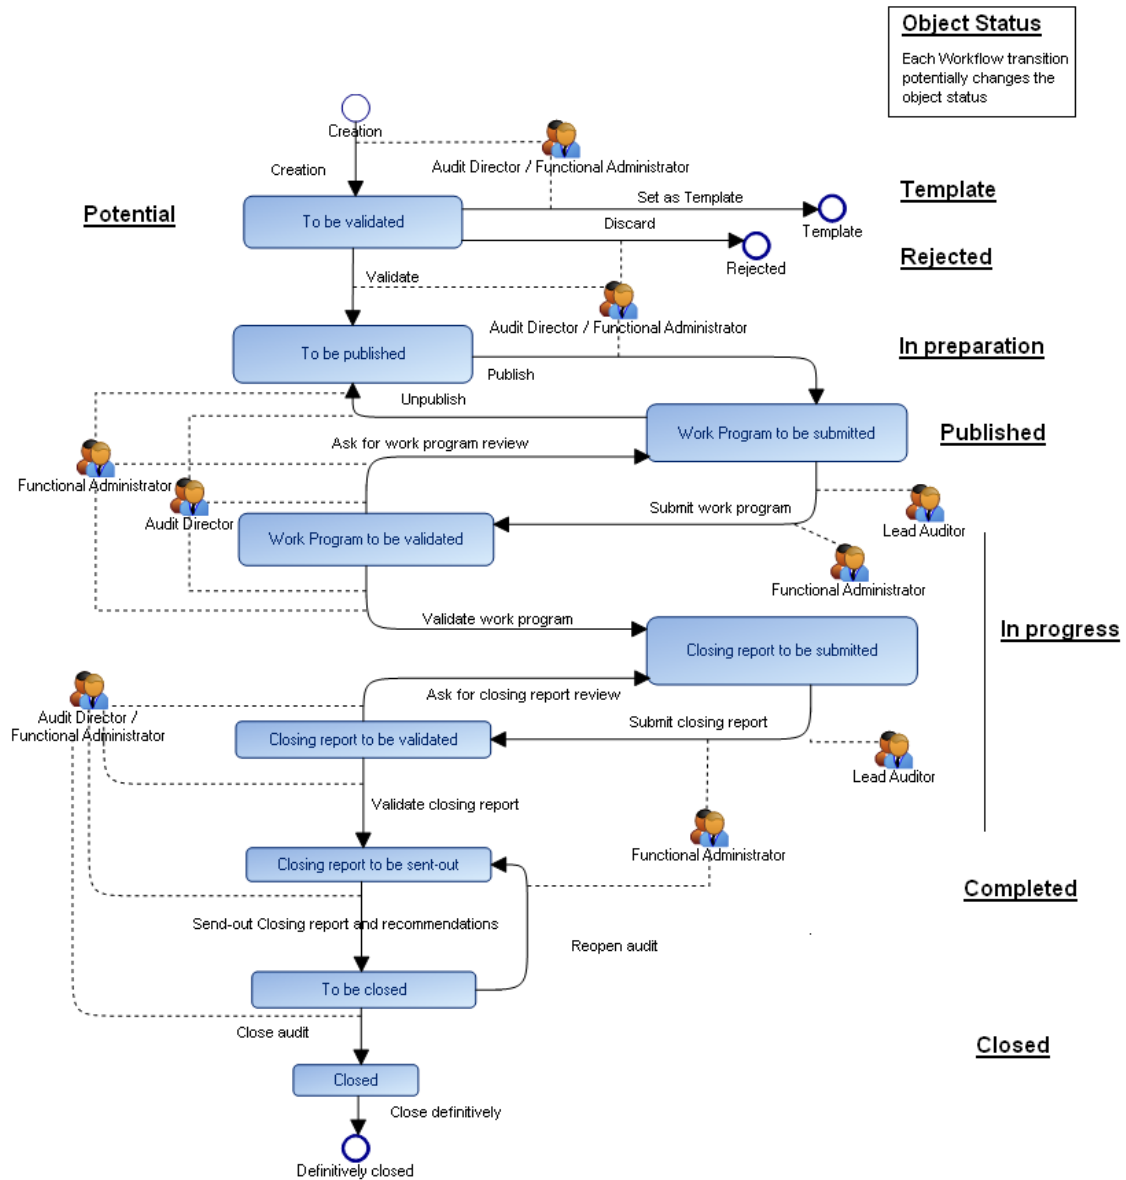 Object Status
Each Workflow transition
potentially changes the
object status
Creation
Creation
Audit Director / Functional Administrator
Potential
To be validated
Set as Template
Template
Template
Discard
Rejected
Rejected
Validate
Audit Director / Functional Administrator
To be published
In preparation
Publish
Unpublish
Work Program to be submitted
Published
Ask for work program review
Functional Administrator
Audit Director
Submit work program
Lead Auditor
Work Program to be validated
Functional Administrator
Validate work program
In progress
Closing report to be submitted
Ask for closing report review
Audit Director /
Functional Administrator
Submit closing report
Closing report to be validated
Lead Auditor
Validate closing report
Functional Administrator
Closing report to be sent-out
Completed
Send-out Closing report and recommendations
Reopen audit
To be closed
Close audit
Closed
Closed
Close definitively
Definitively closed